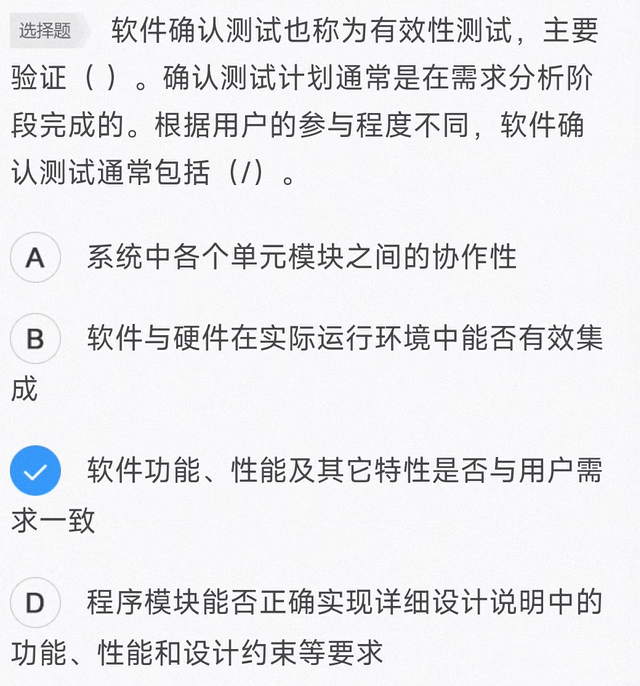 选择题 软件确认测试也称为有效性测试，主要
验证（ ）。确认测试计划通常是在需求分析阶
段完成的。根据用户的参与程度不同，软件确
认测试通常包括（/）。
A 系统中各个单元模块之间的协作性
B 软件与硬件在实际运行环境中能否有效集
成
软件功能、性能及其它特性是否与用户需
求一致
D 程序模块能否正确实现详细设计说明中的
功能、性能和设计约束等要求